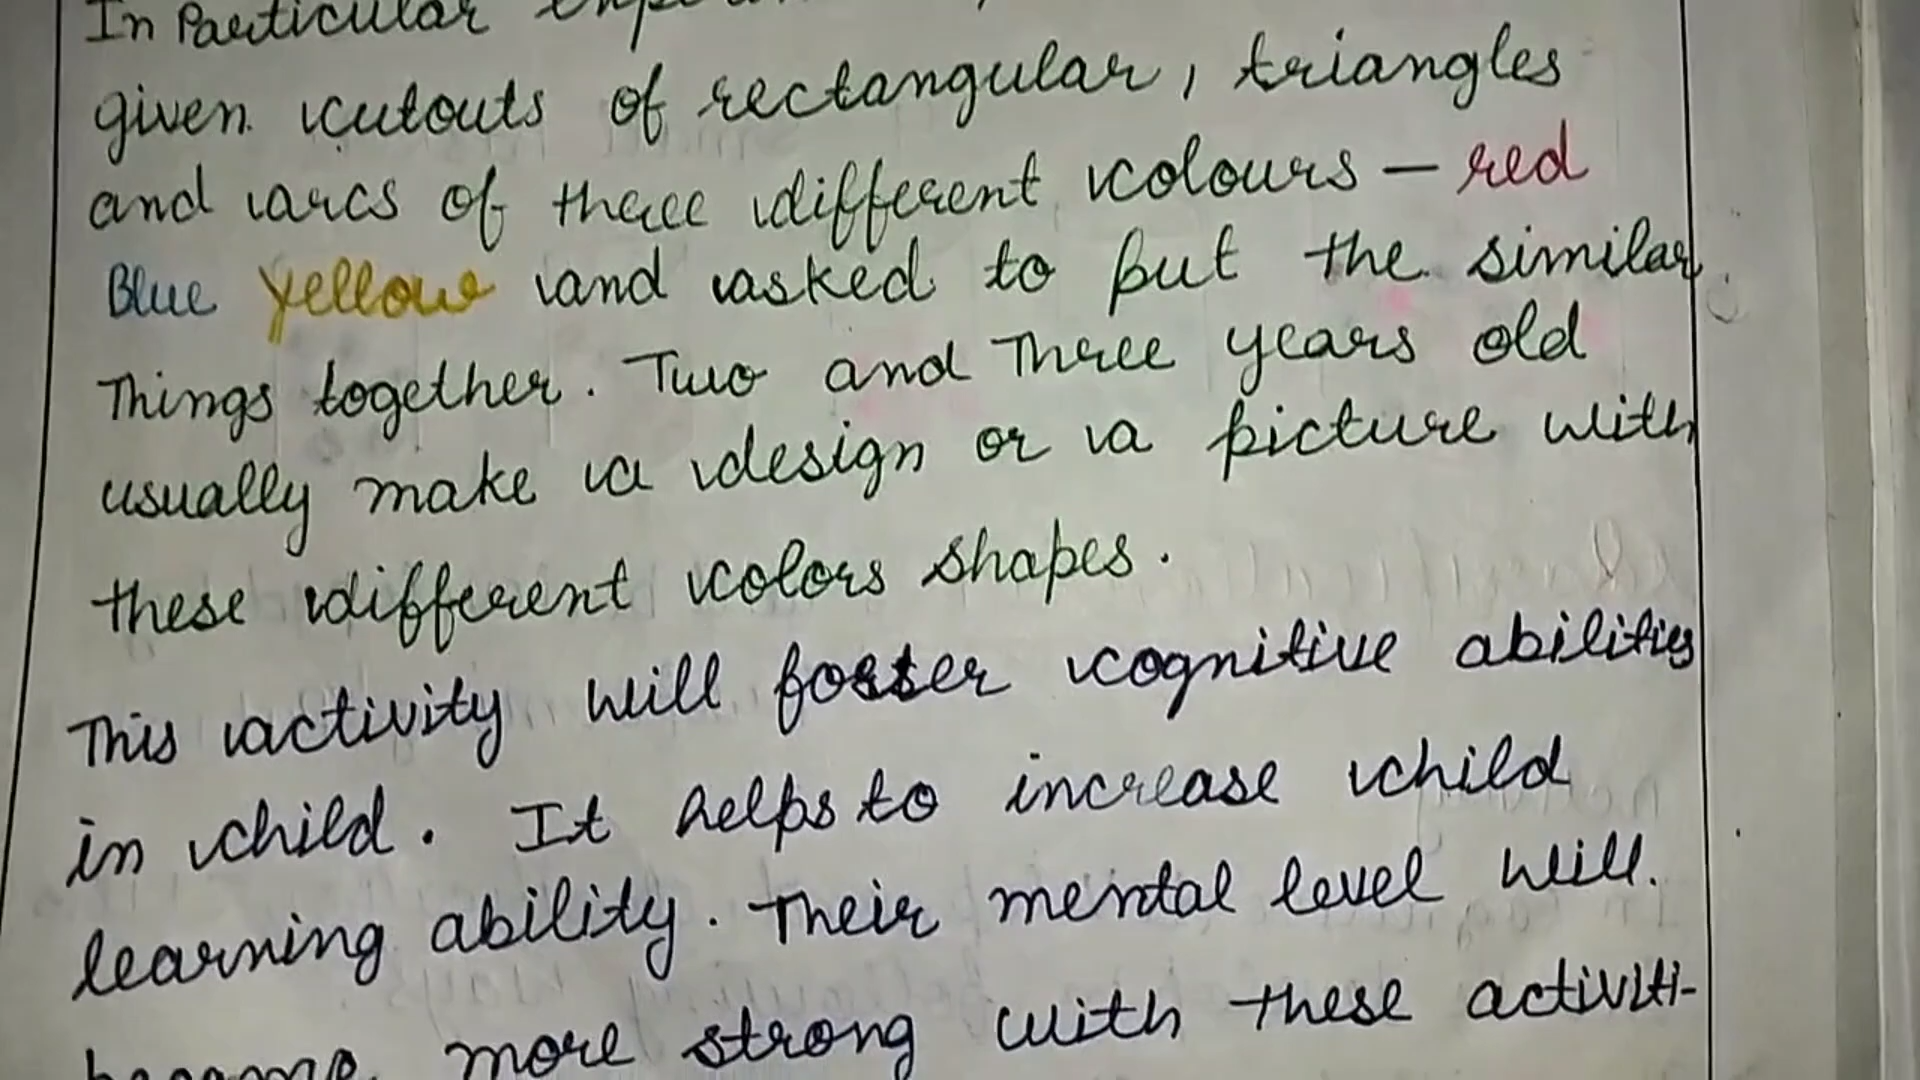 In Particular
given cutouts of rectangular, triangles
and arcs of three different colours – red
Blue yellow and asked to put the similar
Things together. Two and Three years old
usually make a design or a picture with
these different colors shapes.
This activity will foster cognitive abilities
in child. It helps to increase child
learning ability. Their mental level will.
become more strong with these activiti-